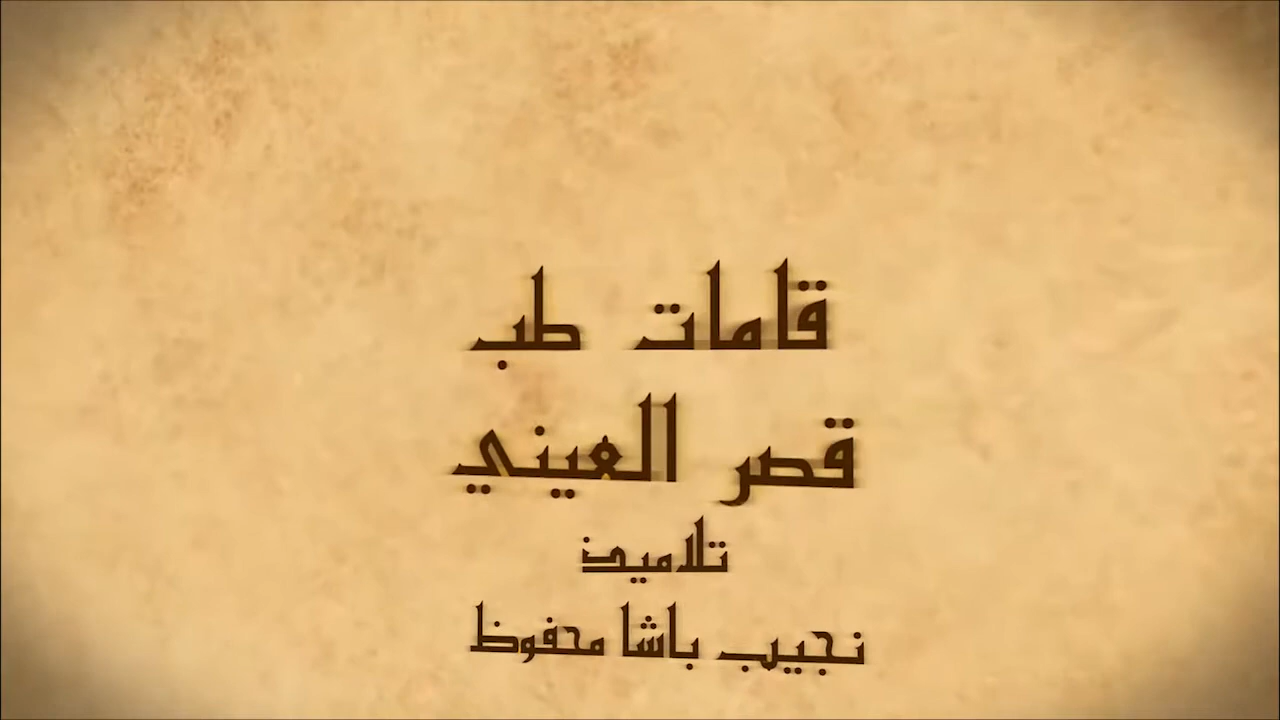 قامات طب
قصر العيني
تلاميذ
نجيب باشا محفوظ